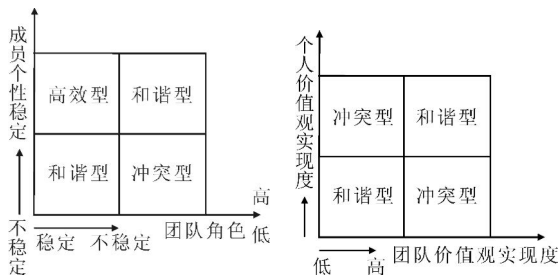 成员个性稳定
不稳定
高效型 和谐型
和谐型 冲突型
稳定 不稳定 团队角色
高
低
个人价值观实现度
冲突型 和谐型
和谐型 冲突型
低 高 团队价值观实现度